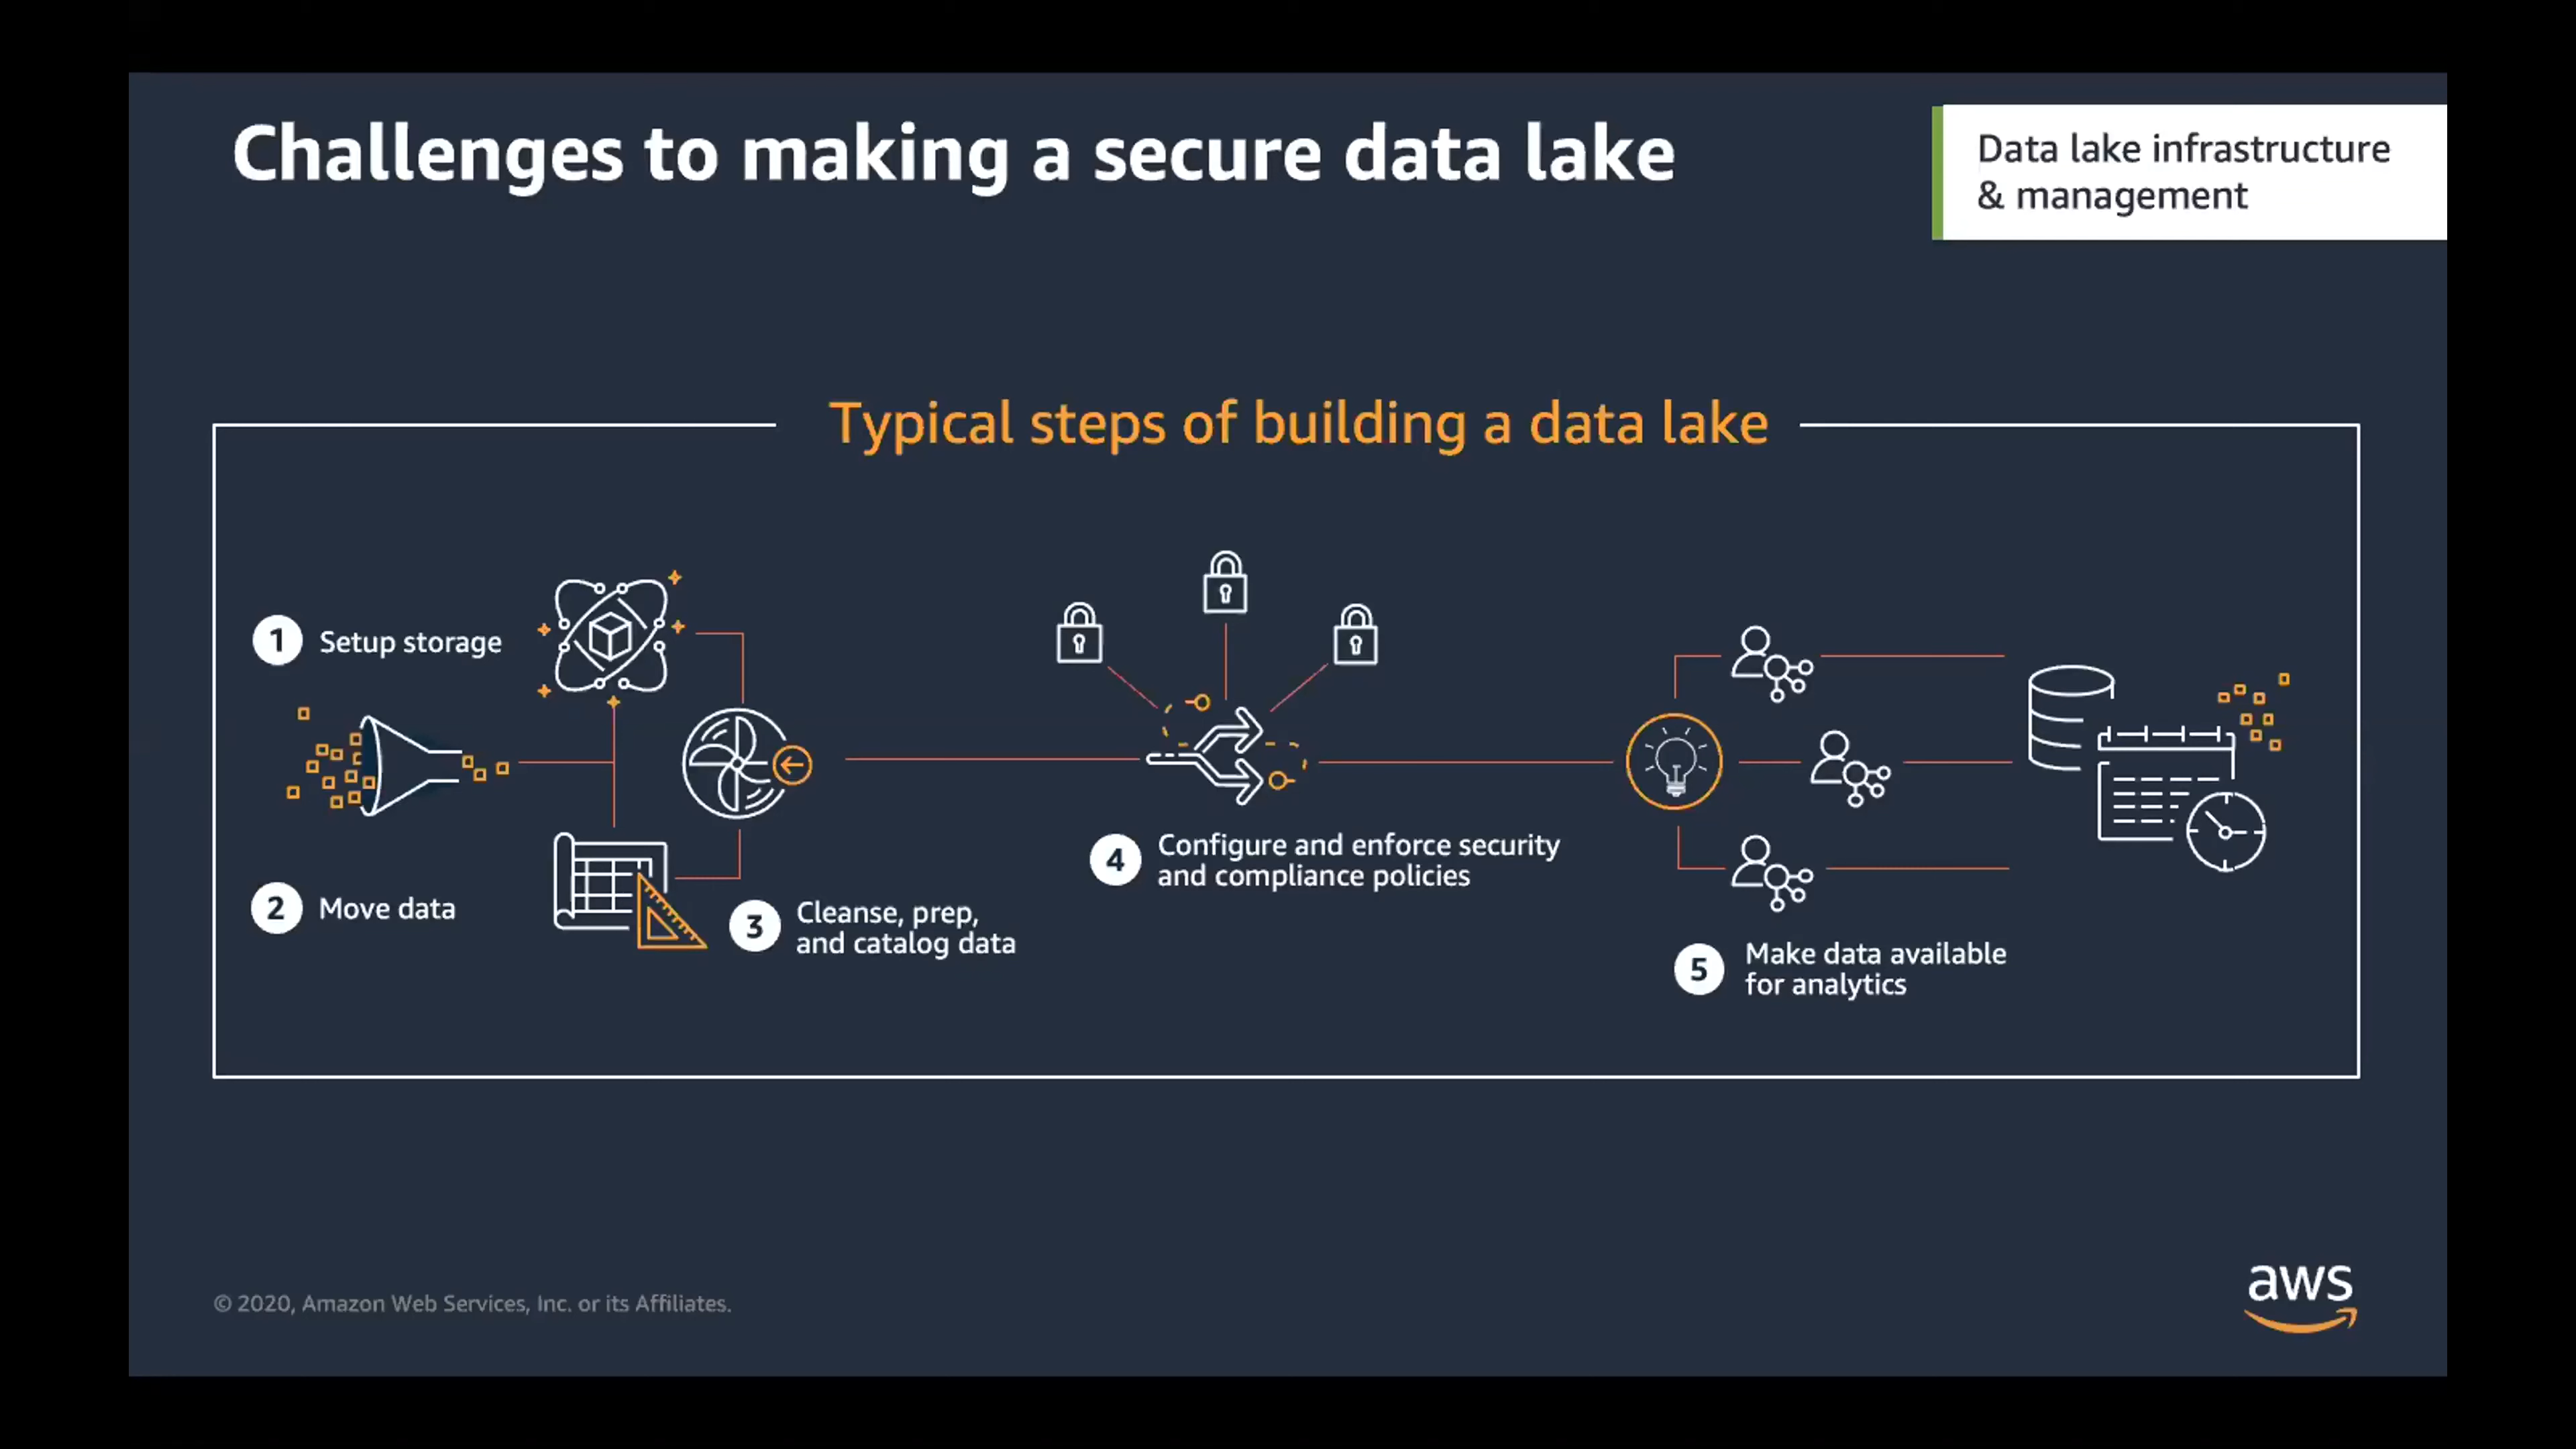 Challenges to making a secure data lake
Data lake infrastructure
& management
Typical steps of building a data lake
1 Setup storage
2 Move data
3 Cleanse, prep,
and catalog data
4 Configure and enforce security
and compliance policies
5 Make data available
for analytics
© 2020, Amazon Web Services, Inc. or its Affiliates.
aws